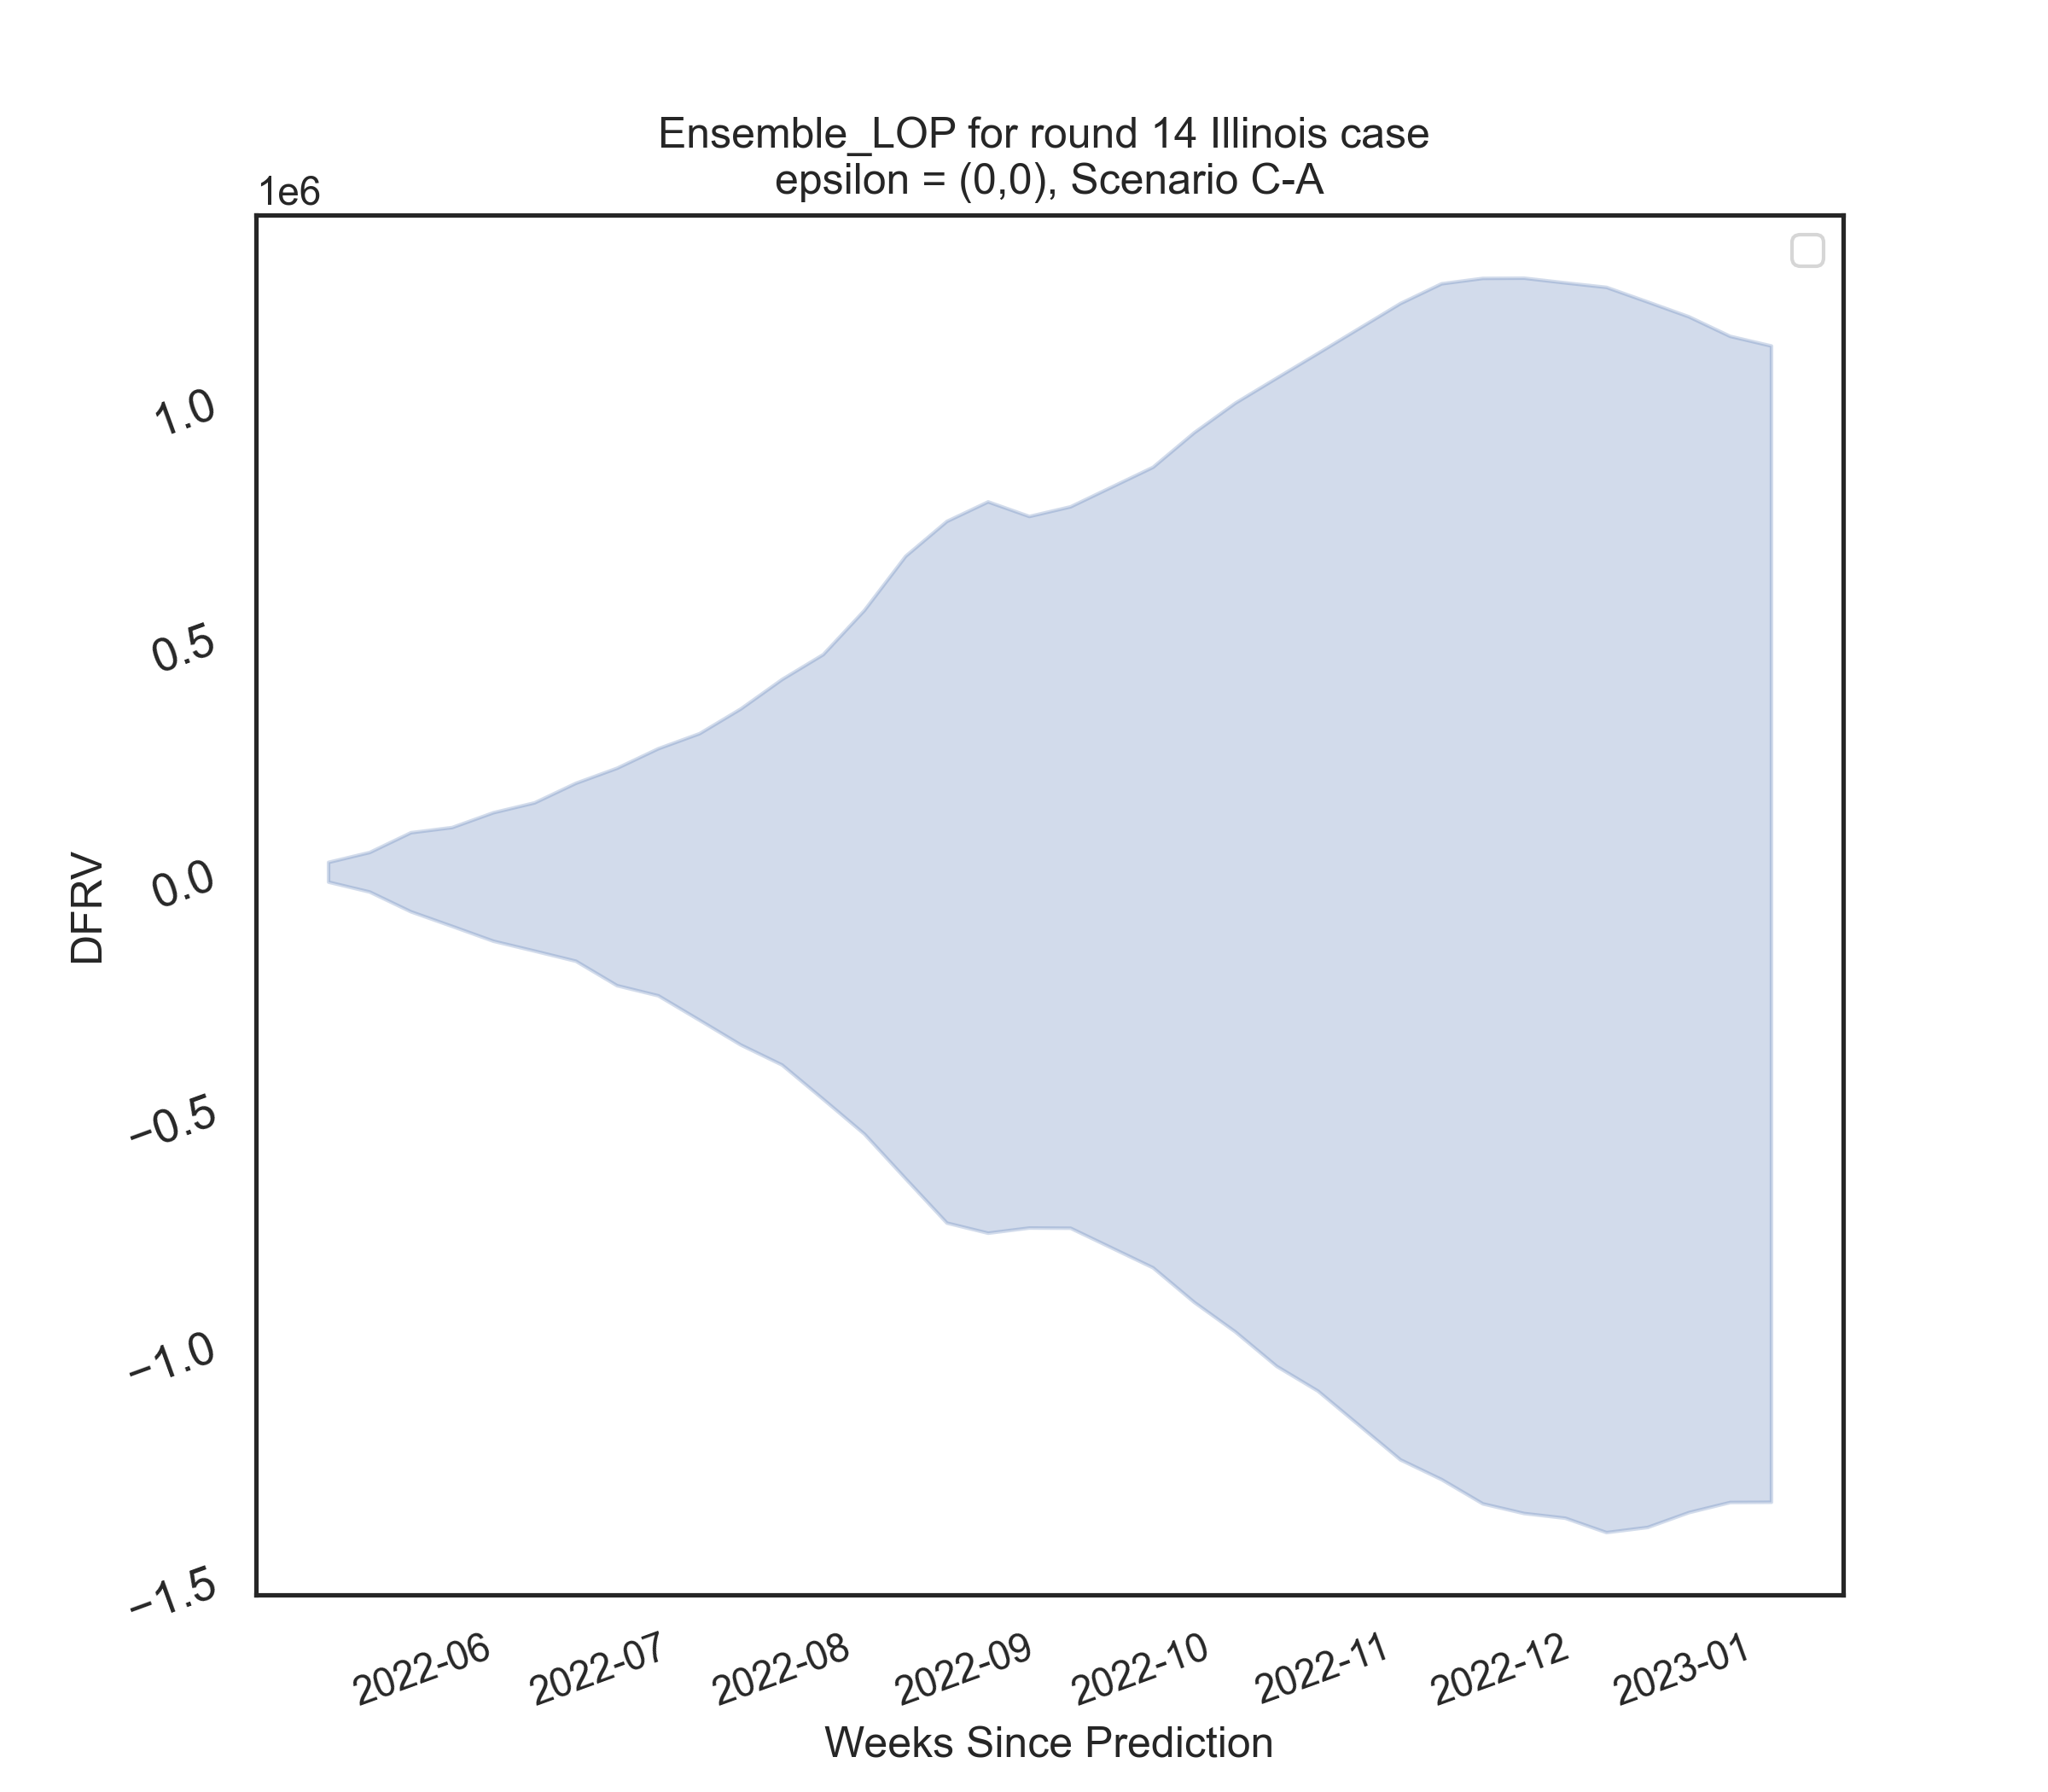 Ensemble_LOP for round 14 Illinois case
epsilon = (0,0), Scenario C-A
1e6
1.0
0.5
0.0
−0.5
−1.0
−1.5
DFRV
2022-06
2022-07
2022-08
2022-09
2022-10
2022-11
2022-12
2023-01
Weeks Since Prediction